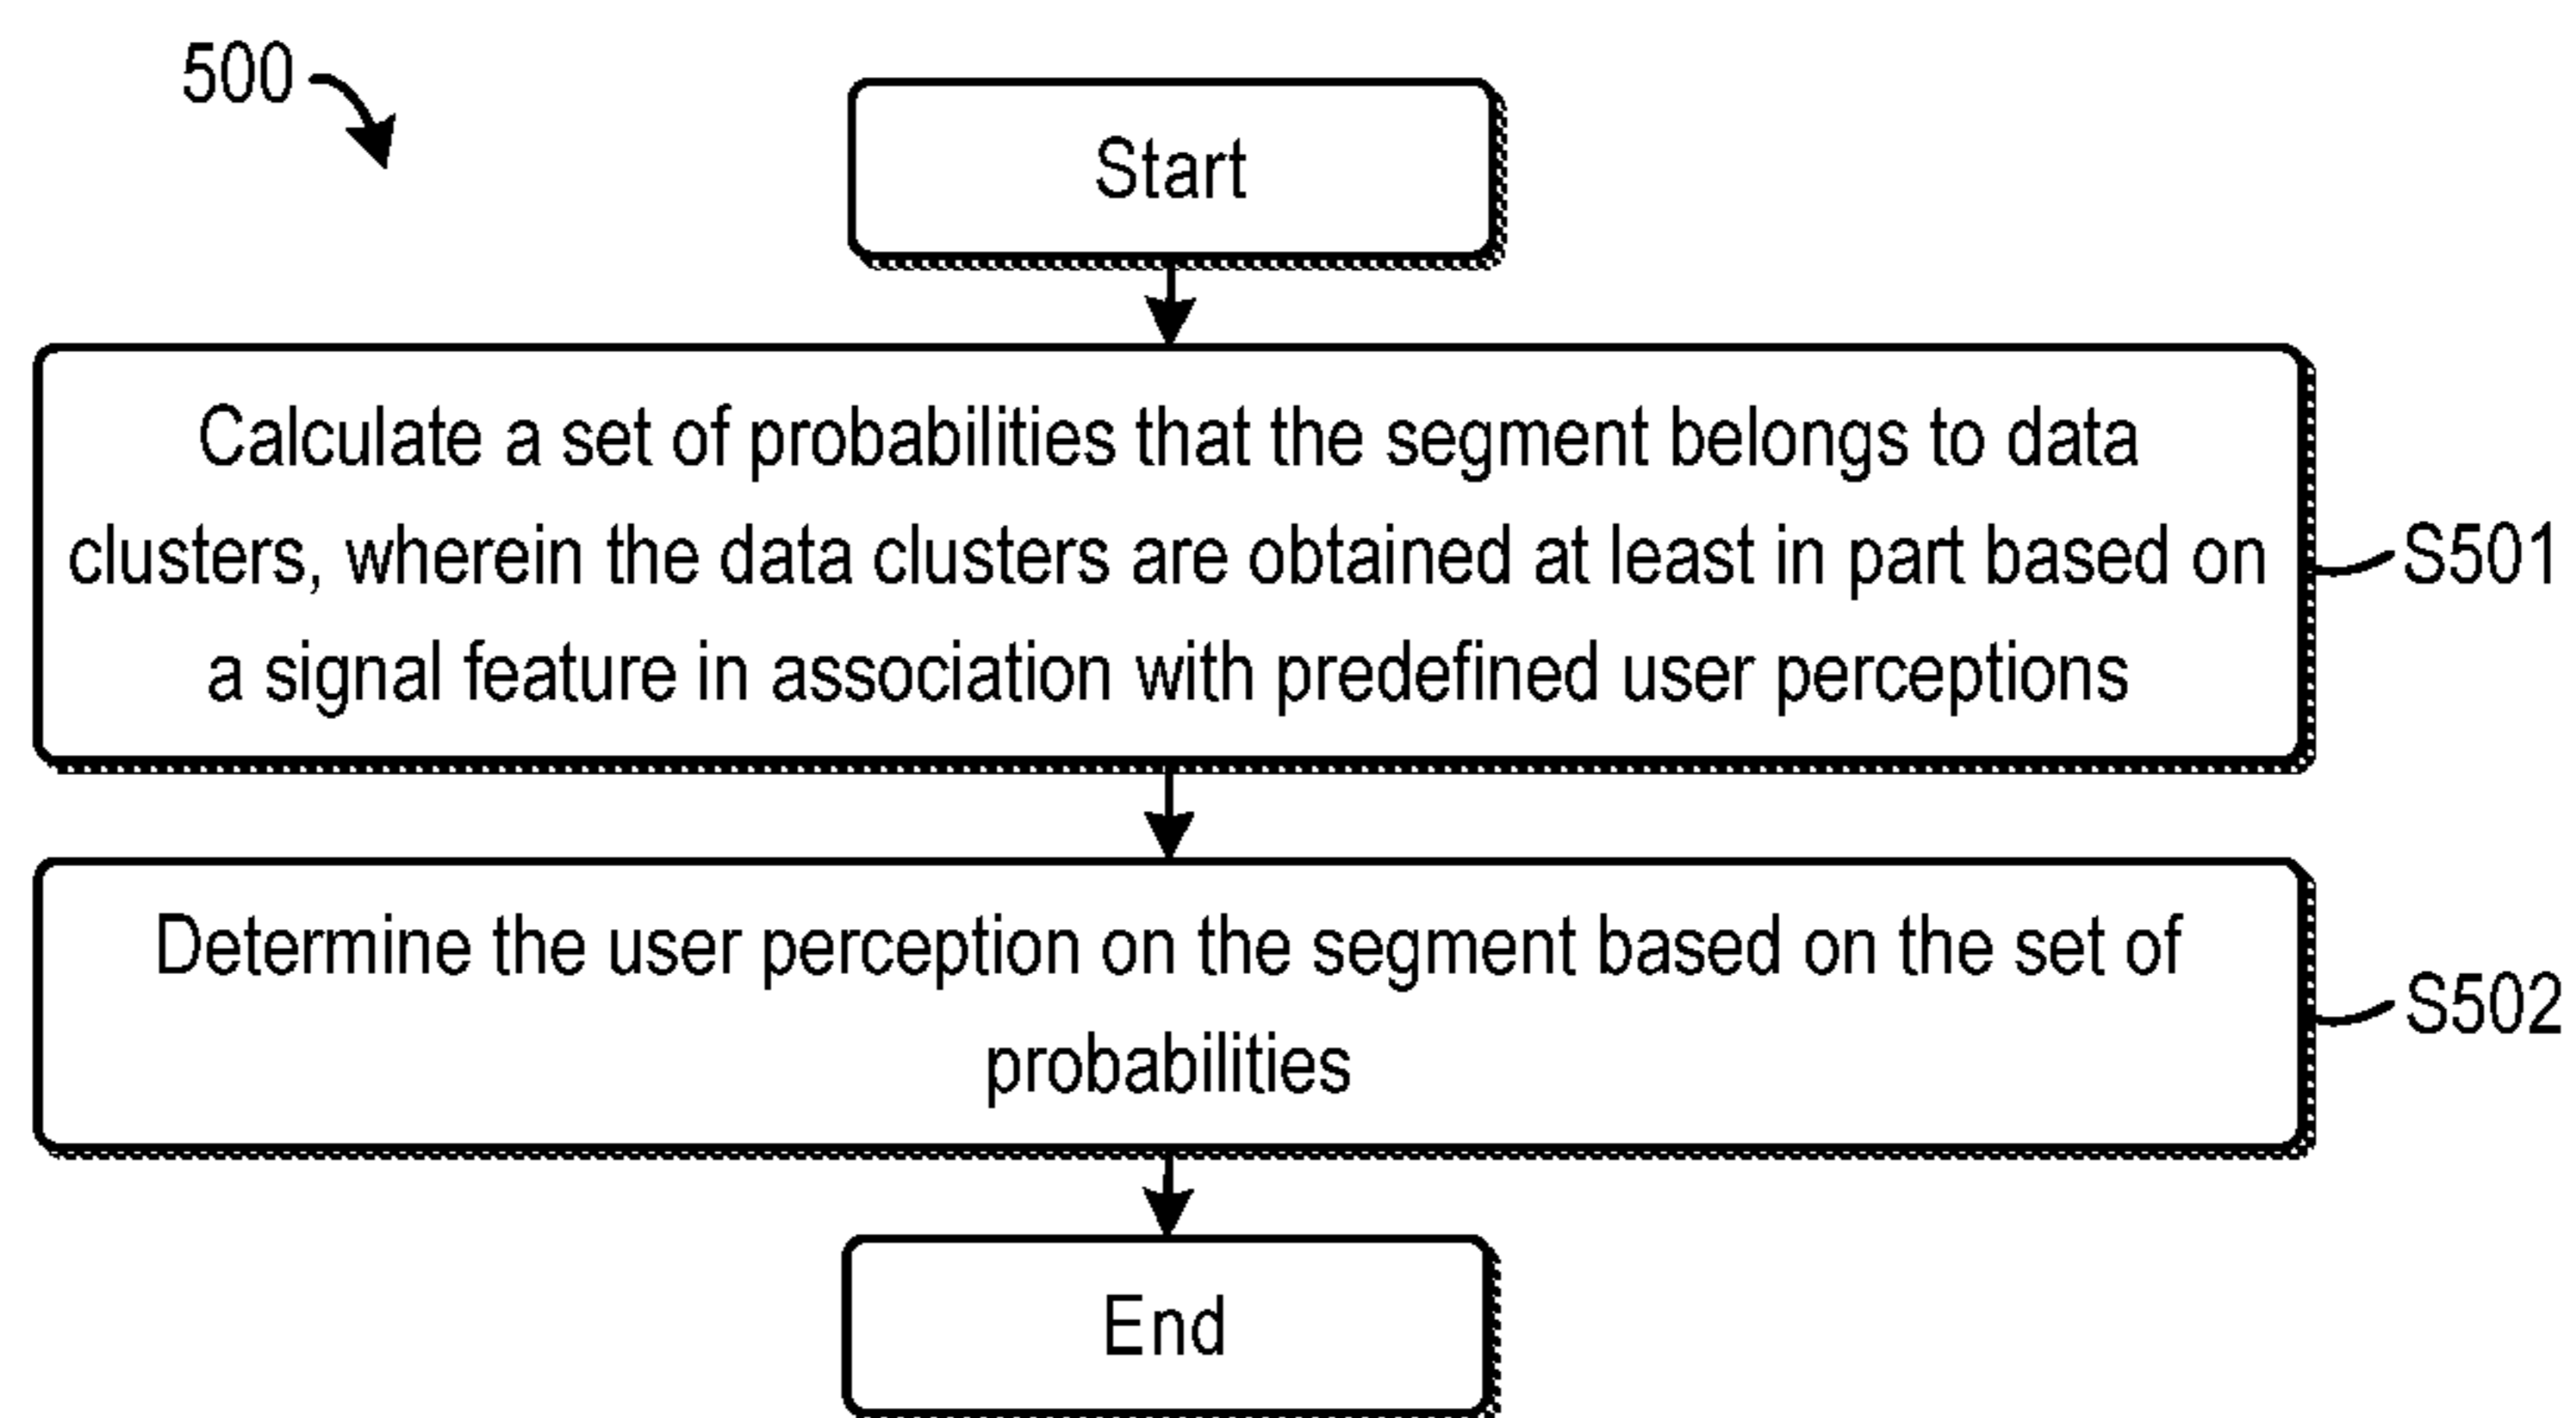 500
Start
Calculate a set of probabilities that the segment belongs to data
clusters, wherein the data clusters are obtained at least in part based on
a signal feature in association with predefined user perceptions
S501
Determine the user perception on the segment based on the set of
probabilities
S502
End